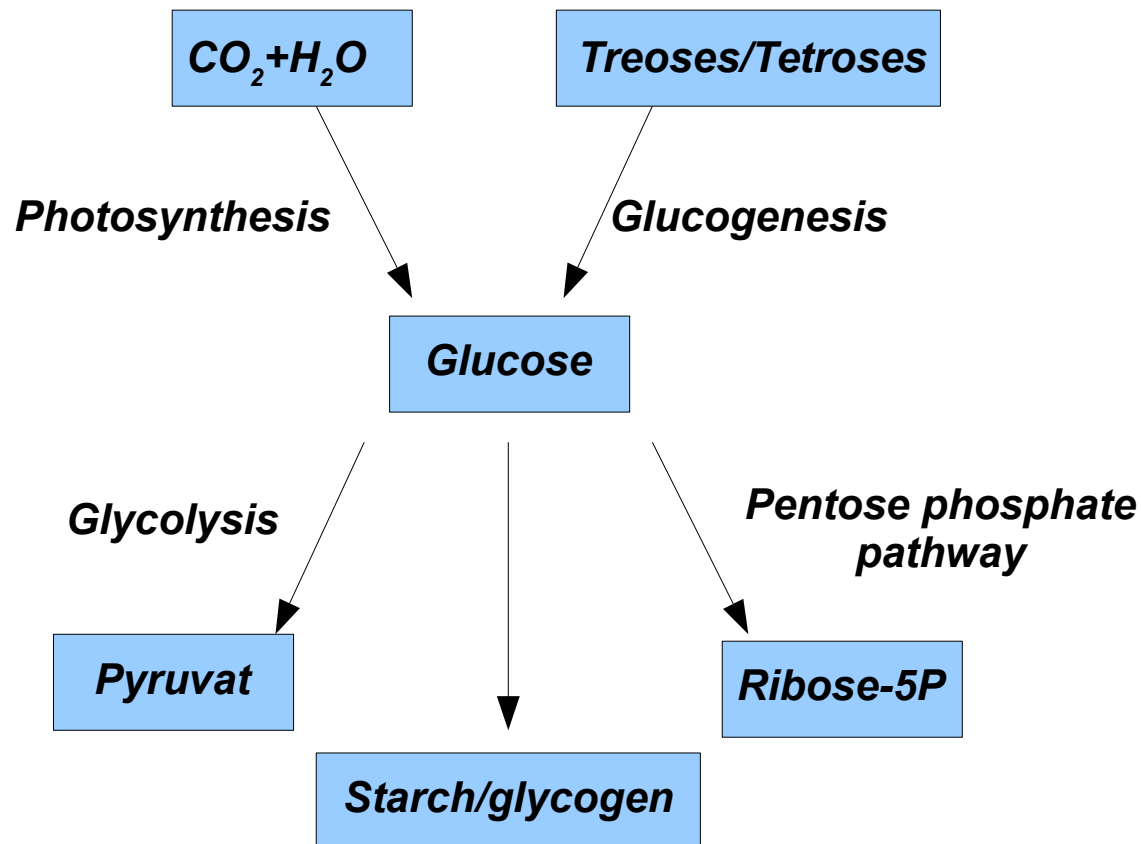 CO₂+H₂O
Treoses/Tetroses
Photosynthesis
Glucogenesis
Glucose
Glycolysis
Pentose phosphate
pathway
Pyruvat
Ribose-5P
Starch/glycogen